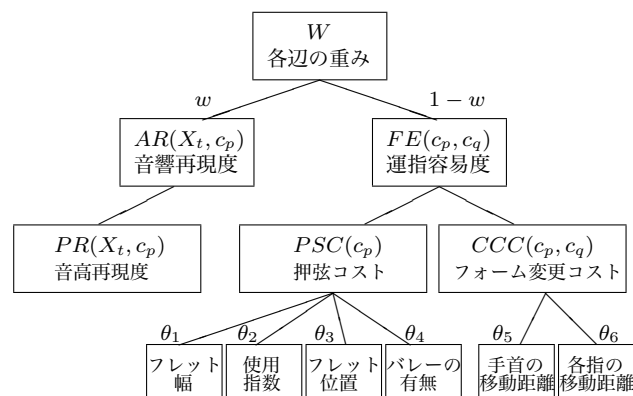 W
各辺の重み
w
1 − w
AR(X_t, c_p)
音響再現度
FE(c_p, c_q)
運指容易度
PR(X_t, c_p)
音高再現度
PSC(c_p)
押弦コスト
CCC(c_p, c_q)
フォーム変更コスト
θ_1
θ_2
θ_3
θ_4
θ_5
θ_6
フレット
幅
使用
指数
フレット
位置
バレーの
有無
手首の
移動距離
各指の
移動距離